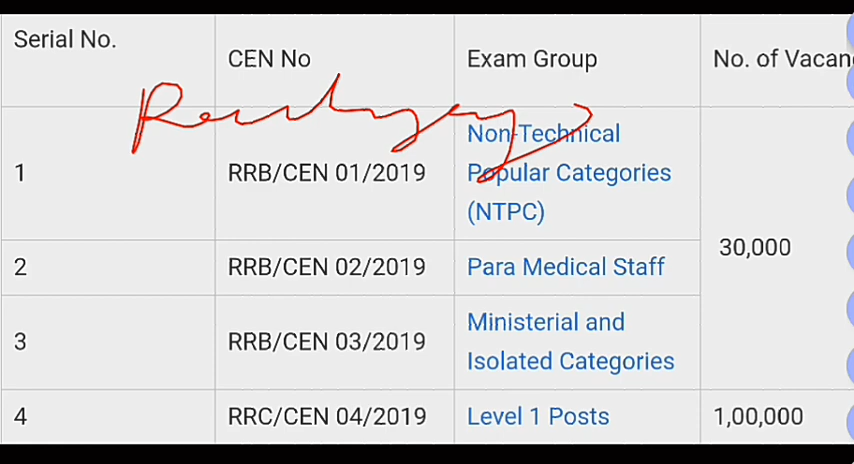 Serial No.
CEN No
Exam Group
No. of Vacan
1
RRB/CEN 01/2019
Non-Technical
Popular Categories
(NTPC)
30,000
2
RRB/CEN 02/2019
Para Medical Staff
3
RRB/CEN 03/2019
Ministerial and
Isolated Categories
4
RRC/CEN 04/2019
Level 1 Posts
1,00,000